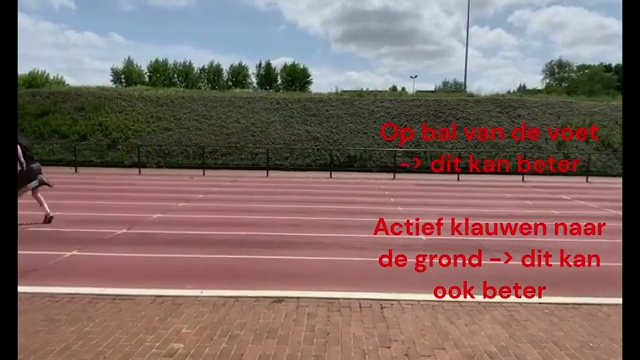 Op bal van de voet
-> dit kan beter
Actief klauwen naar
de grond -> dit kan
ook beter